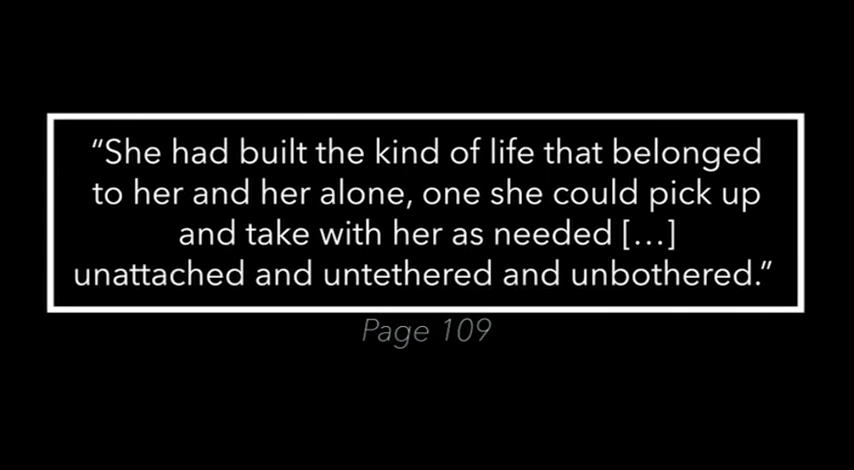 “She had built the kind of life that belonged
to her and her alone, one she could pick up
and take with her as needed [...]
unattached and untethered and unbothered.”
Page 109